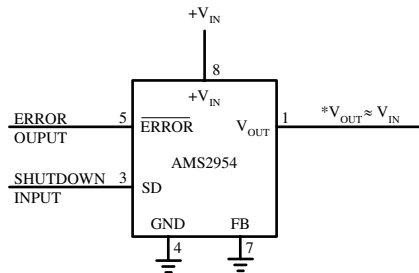 +VIN
8
+VIN
ERROR 5 ERROR VOUT 1 *VOUT ≈ VIN
OUPUT
AMS2954
SHUTDOWN 3 SD
INPUT
GND FB
4 7